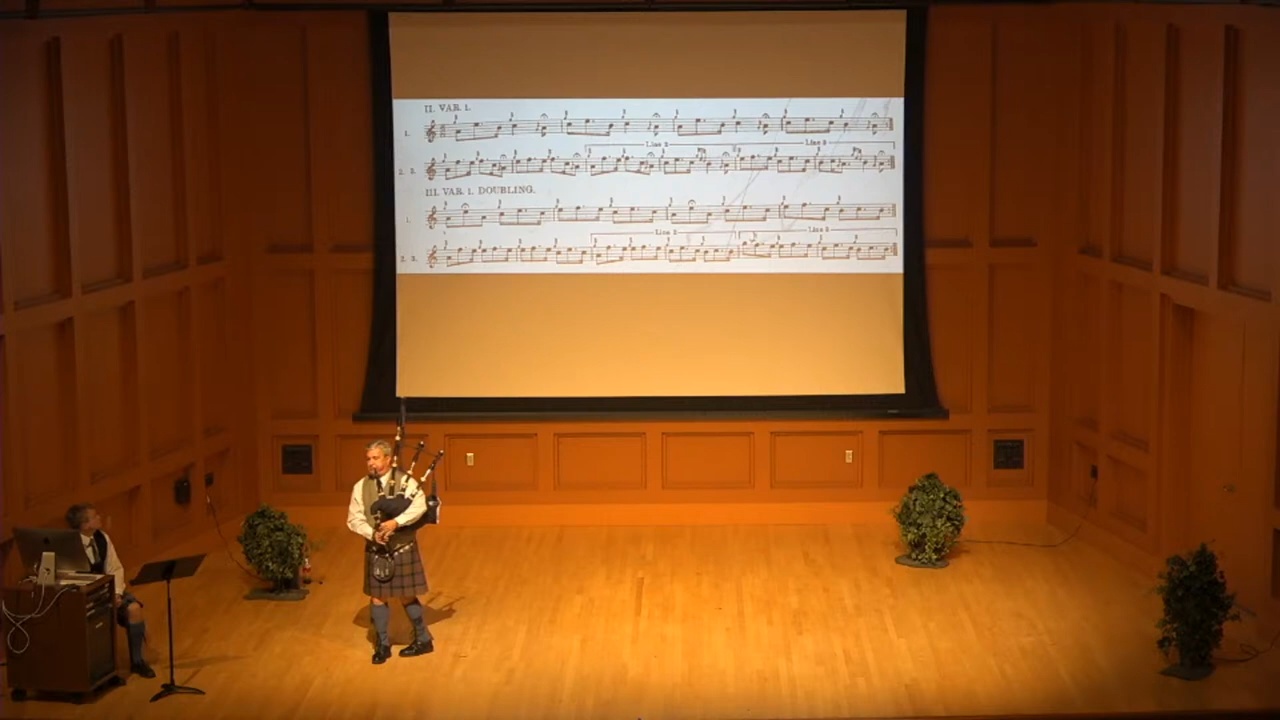 II. VAR. 1.
1.
Line 2 Line 3
2. 3.
III. VAR. 1. DOUBLING.
1.
Line 2 Line 3
2. 3.